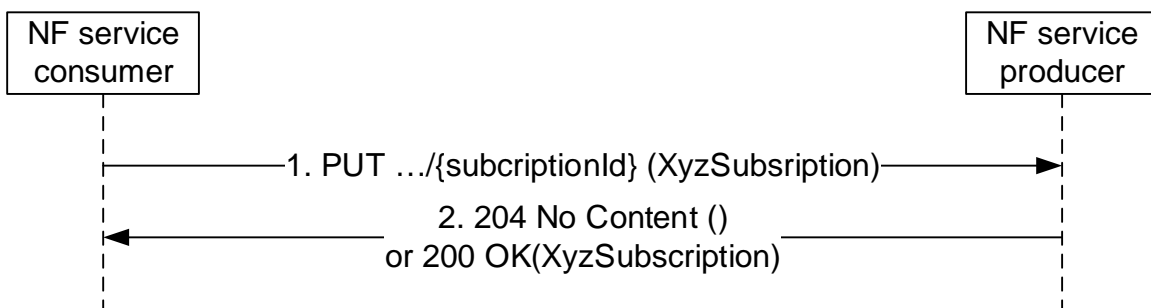 NF service
consumer
NF service
producer
1. PUT …/{subcriptionId} (XyzSubsription)
2. 204 No Content ()
or 200 OK(XyzSubscription)